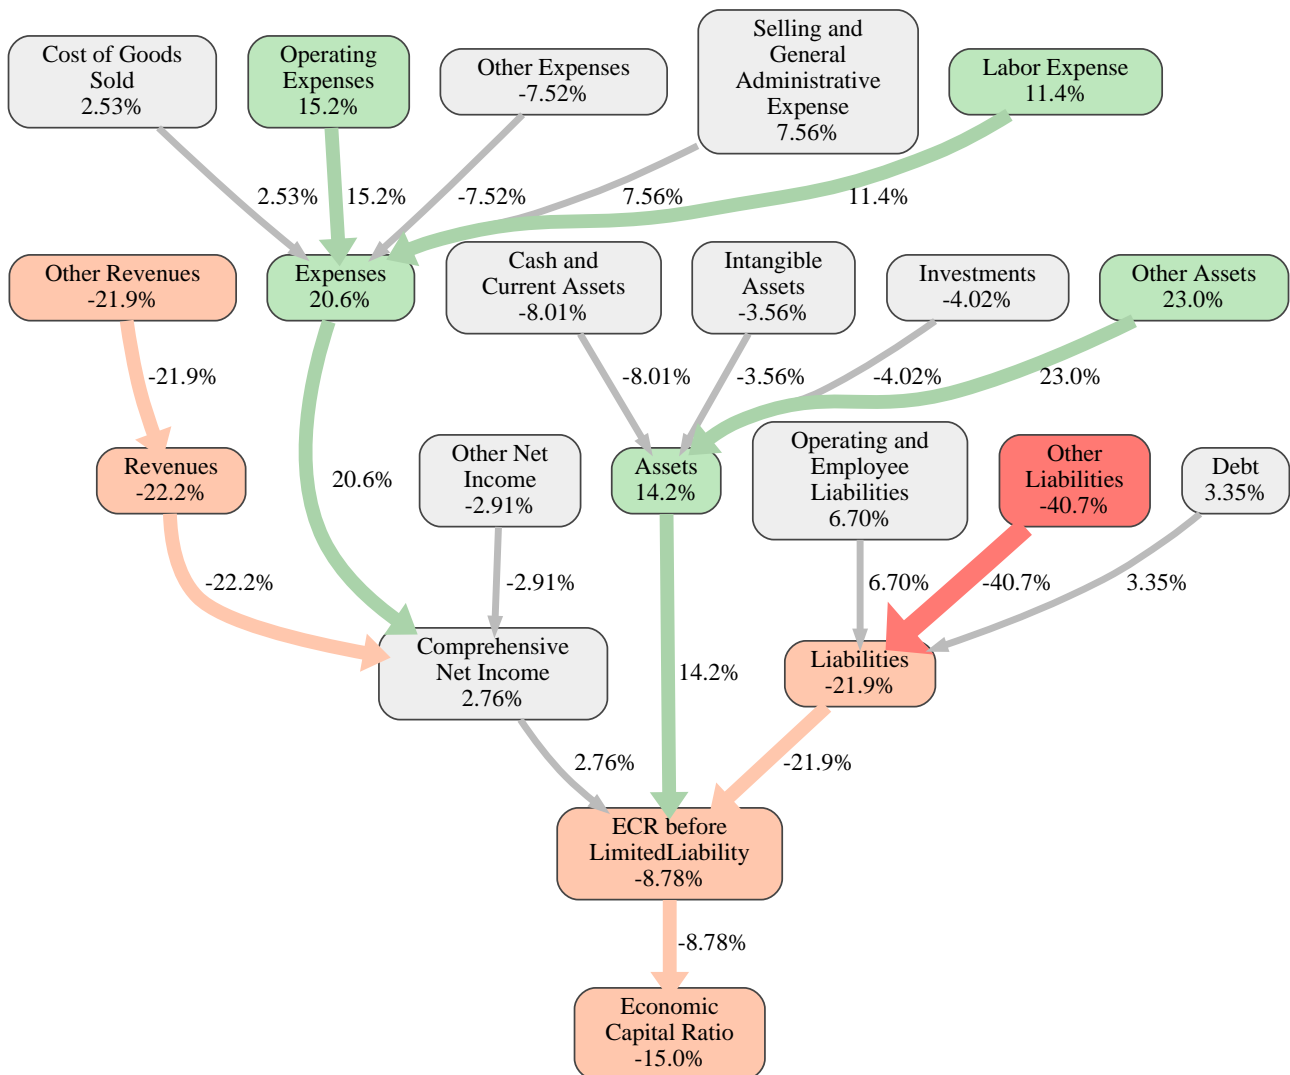 Cost of Goods
Sold
2.53%
Operating
Expenses
15.2%
Other Expenses
-7.52%
Selling and
General
Administrative
Expense
7.56%
Labor Expense
11.4%
2.53%
15.2%
-7.52%
7.56%
11.4%
Other Revenues
-21.9%
Expenses
20.6%
Cash and
Current Assets
-8.01%
Intangible
Assets
-3.56%
Investments
-4.02%
Other Assets
23.0%
-21.9%
-8.01%
-3.56%
-4.02%
23.0%
Revenues
-22.2%
20.6%
Other Net
Income
-2.91%
Assets
14.2%
Operating and
Employee
Liabilities
6.70%
Other
Liabilities
-40.7%
Debt
3.35%
-22.2%
-2.91%
6.70%
-40.7%
3.35%
Comprehensive
Net Income
2.76%
14.2%
Liabilities
-21.9%
2.76%
-21.9%
ECR before
LimitedLiability
-8.78%
-8.78%
Economic
Capital Ratio
-15.0%